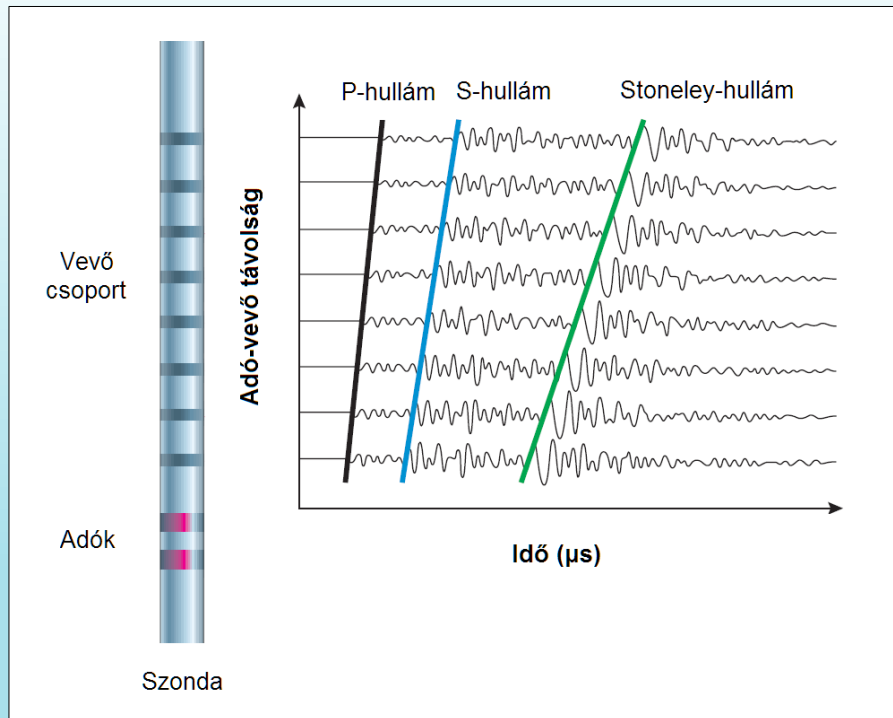 P-hullám
S-hullám
Stoneley-hullám
Vevő
csoport
Adó-vevő távolság
Adók
Idő (µs)
Szonda